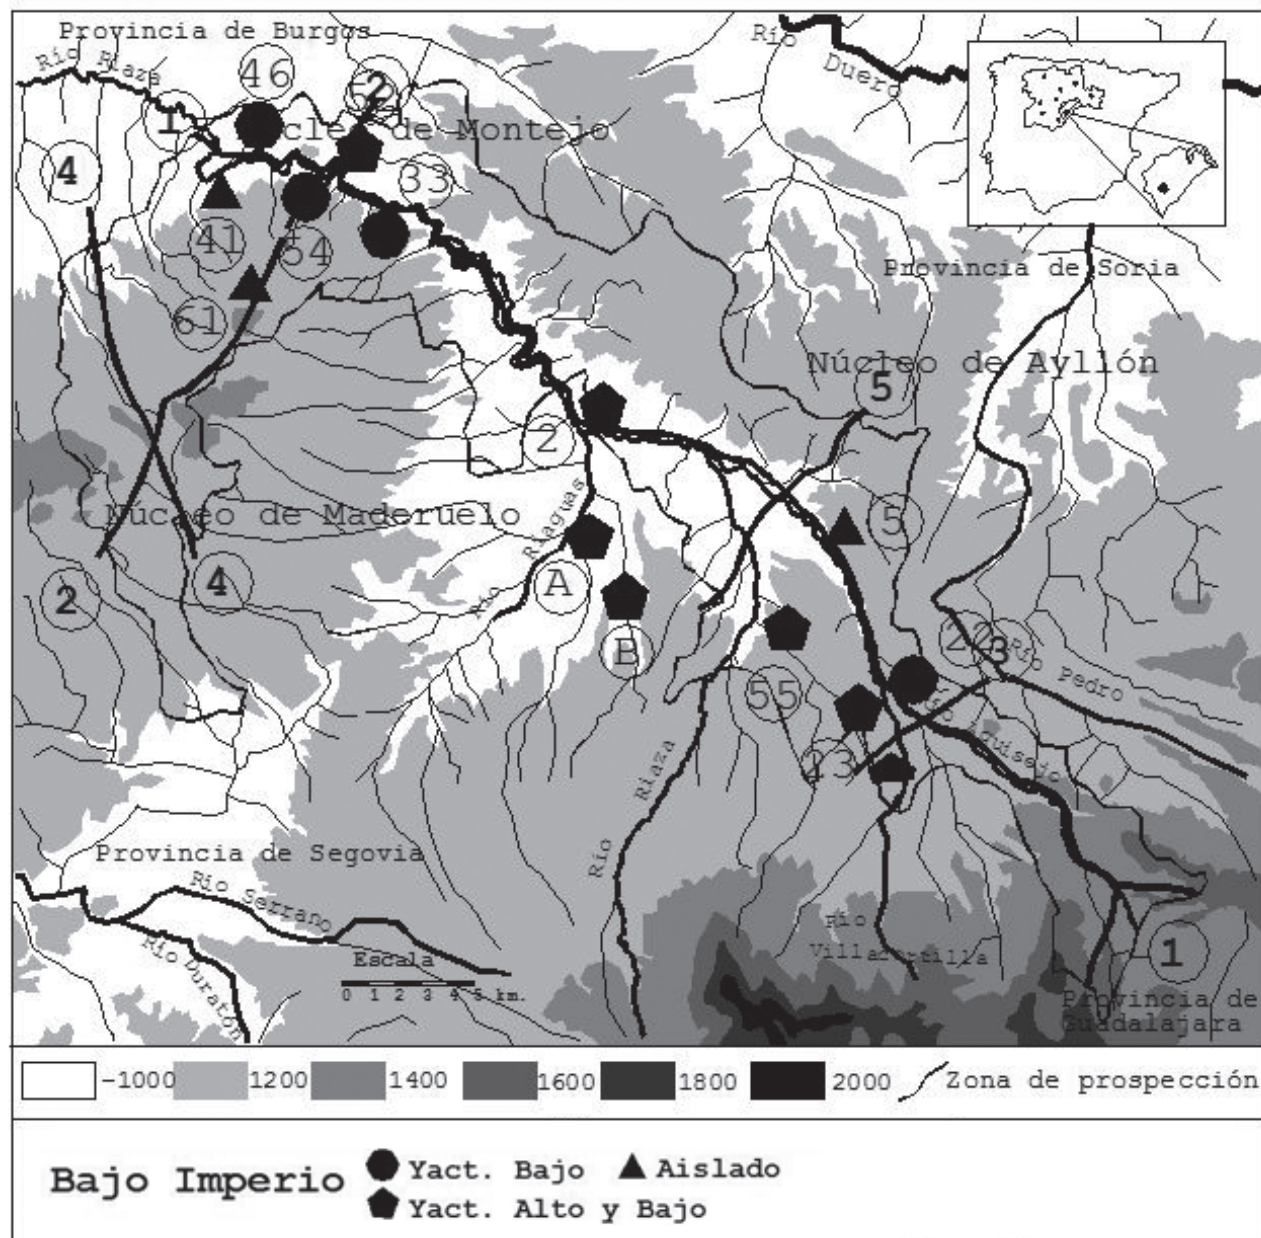 Provincia de Burgos
Río Riaza
46
2
1
Río
Duero
Núcleo de Montejo
4
33
41
54
Provincia de Soria
61
Núcleo de Ayllón
5
2
Núcleo de Maderuelo
5
Río Riaguas
2
4
A
B
22
3
Río Pedro
55
Río Aguisejo
43
Río Riaza
Provincia de Segovia
Río Serrano
Río
Villacortilla
Río Duratón
Escala
0 1 2 3 4 5 km.
1
Provincia de
Guadalajara
-1000 1200 1400 1600 1800 2000 Zona de prospección
Bajo Imperio
Yact. Bajo Aislado
Yact. Alto y Bajo